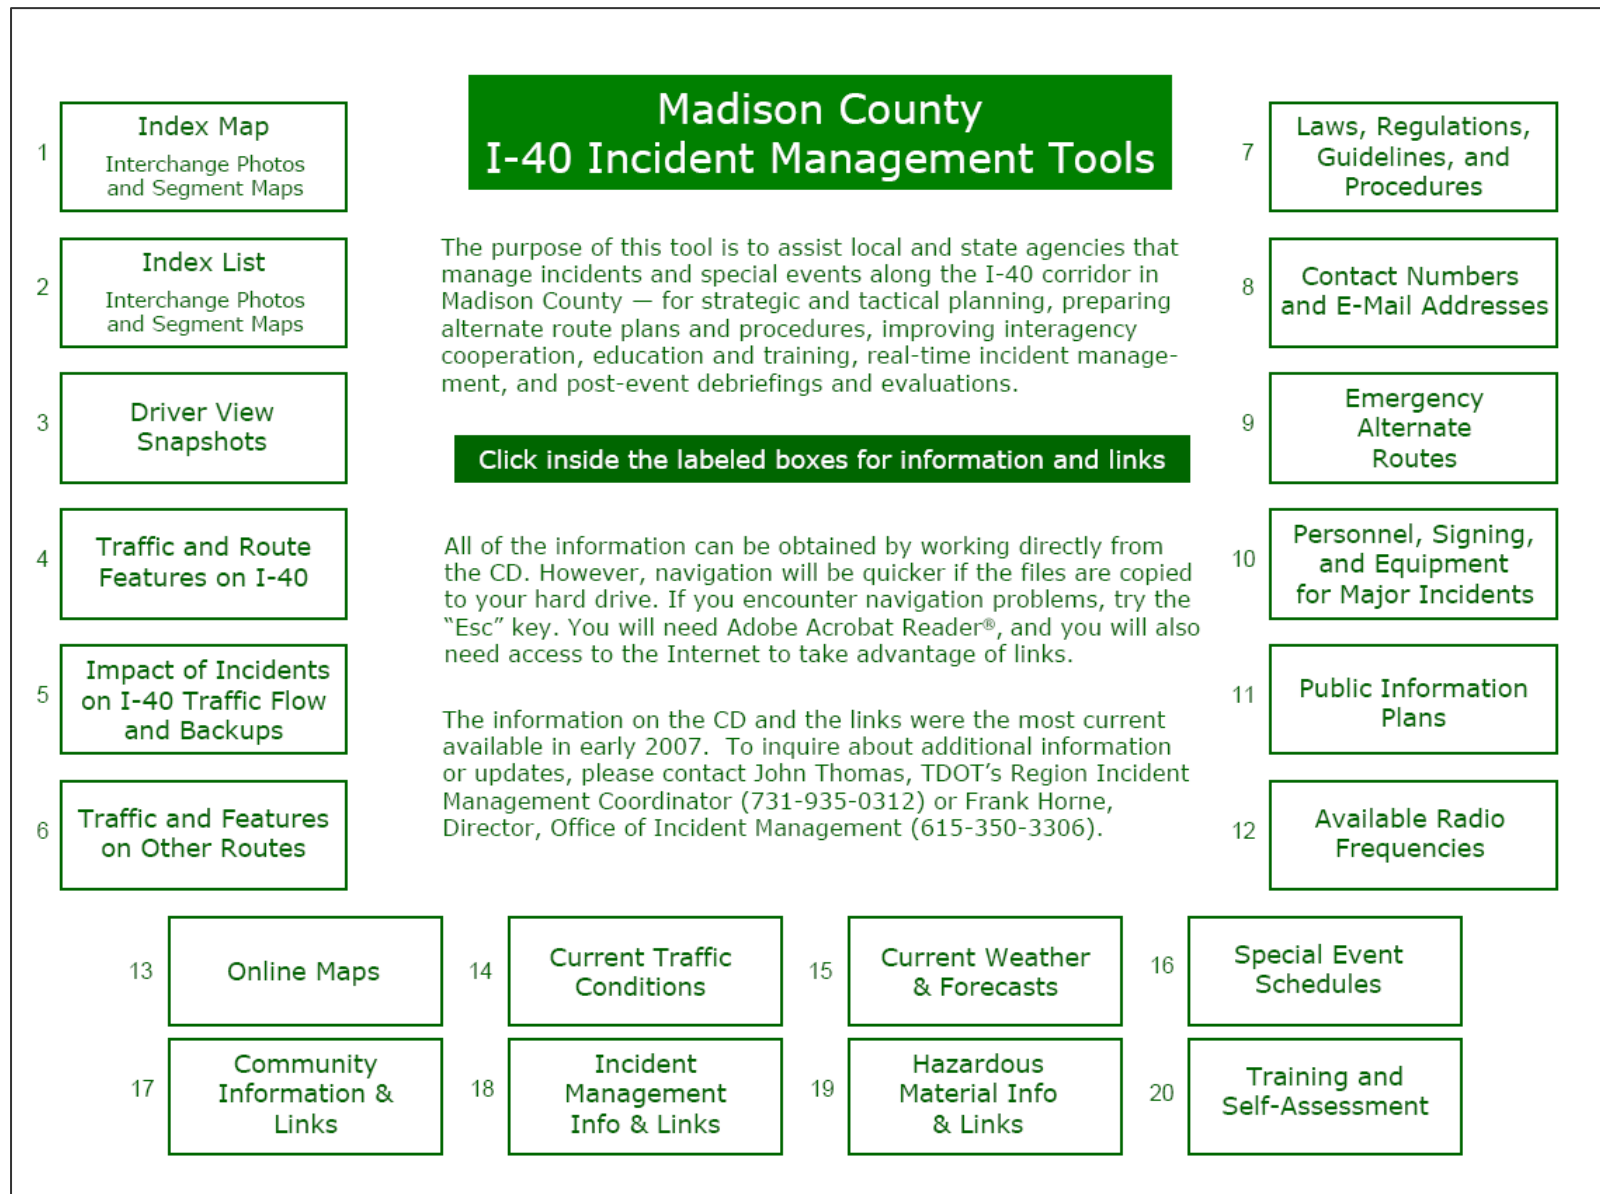 Madison County
I-40 Incident Management Tools
1
Index Map
Interchange Photos
and Segment Maps
2
Index List
Interchange Photos
and Segment Maps
3
Driver View
Snapshots
4
Traffic and Route
Features on I-40
5
Impact of Incidents
on I-40 Traffic Flow
and Backups
6
Traffic and Features
on Other Routes
The purpose of this tool is to assist local and state agencies that
manage incidents and special events along the I-40 corridor in
Madison County — for strategic and tactical planning, preparing
alternate route plans and procedures, improving interagency
cooperation, education and training, real-time incident manage-
ment, and post-event debriefings and evaluations.
Click inside the labeled boxes for information and links
All of the information can be obtained by working directly from
the CD. However, navigation will be quicker if the files are copied
to your hard drive. If you encounter navigation problems, try the
“Esc” key. You will need Adobe Acrobat Reader®, and you will also
need access to the Internet to take advantage of links.
The information on the CD and the links were the most current
available in early 2007.  To inquire about additional information
or updates, please contact John Thomas, TDOT’s Region Incident
Management Coordinator (731-935-0312) or Frank Horne,
Director, Office of Incident Management (615-350-3306).
7
Laws, Regulations,
Guidelines, and
Procedures
8
Contact Numbers
and E-Mail Addresses
9
Emergency
Alternate
Routes
10
Personnel, Signing,
and Equipment
for Major Incidents
11
Public Information
Plans
12
Available Radio
Frequencies
13
Online Maps
14
Current Traffic
Conditions
15
Current Weather
& Forecasts
16
Special Event
Schedules
17
Community
Information &
Links
18
Incident
Management
Info & Links
19
Hazardous
Material Info
& Links
20
Training and
Self-Assessment